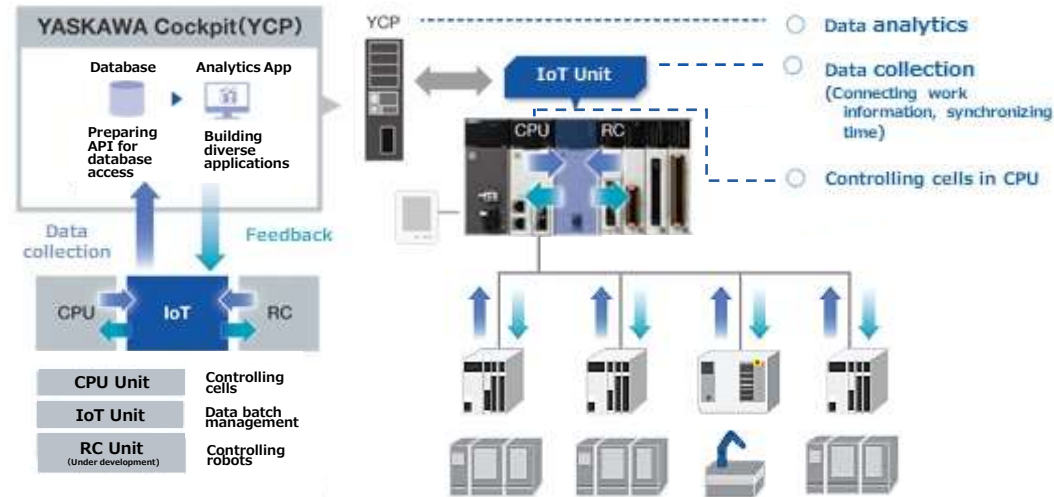 YASKAWA Cockpit(YCP)
Database
Analytics App
Preparing
API for
database
access
Building
diverse
applications
Data
collection
Feedback
CPU
IoT
RC
CPU Unit
Controlling
cells
IoT Unit
Data batch
management
RC Unit
(Under development)
Controlling
robots
YCP
IoT Unit
CPU
RC
Data analytics
Data collection
(Connecting work
information, synchronizing
time)
Controlling cells in CPU